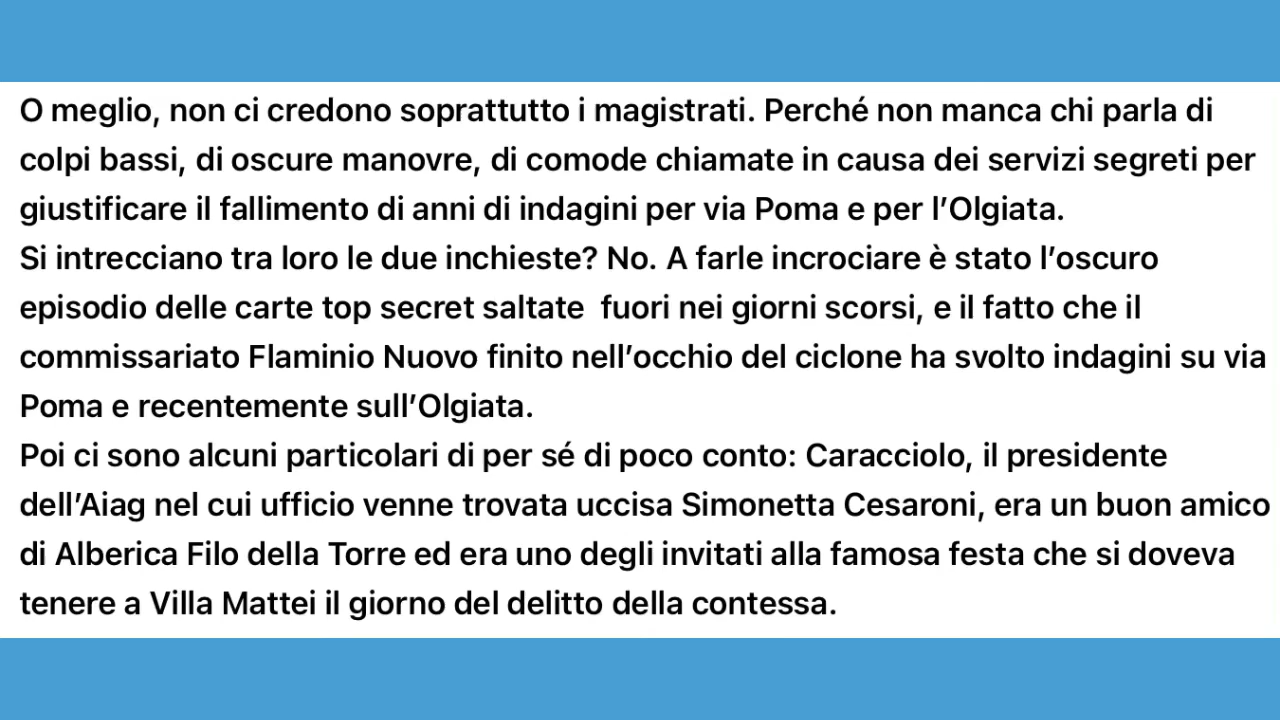 O meglio, non ci credono soprattutto i magistrati. Perché non manca chi parla di
colpi bassi, di oscure manovre, di comode chiamate in causa dei servizi segreti per
giustificare il fallimento di anni di indagini per via Poma e per l’Olgiata.
Si intrecciano tra loro le due inchieste? No. A farle incrociare è stato l’oscuro
episodio delle carte top secret saltate  fuori nei giorni scorsi, e il fatto che il
commissariato Flaminio Nuovo finito nell’occhio del ciclone ha svolto indagini su via
Poma e recentemente sull’Olgiata.
Poi ci sono alcuni particolari di per sé di poco conto: Caracciolo, il presidente
dell’Aiag nel cui ufficio venne trovata uccisa Simonetta Cesaroni, era un buon amico
di Alberica Filo della Torre ed era uno degli invitati alla famosa festa che si doveva
tenere a Villa Mattei il giorno del delitto della contessa.